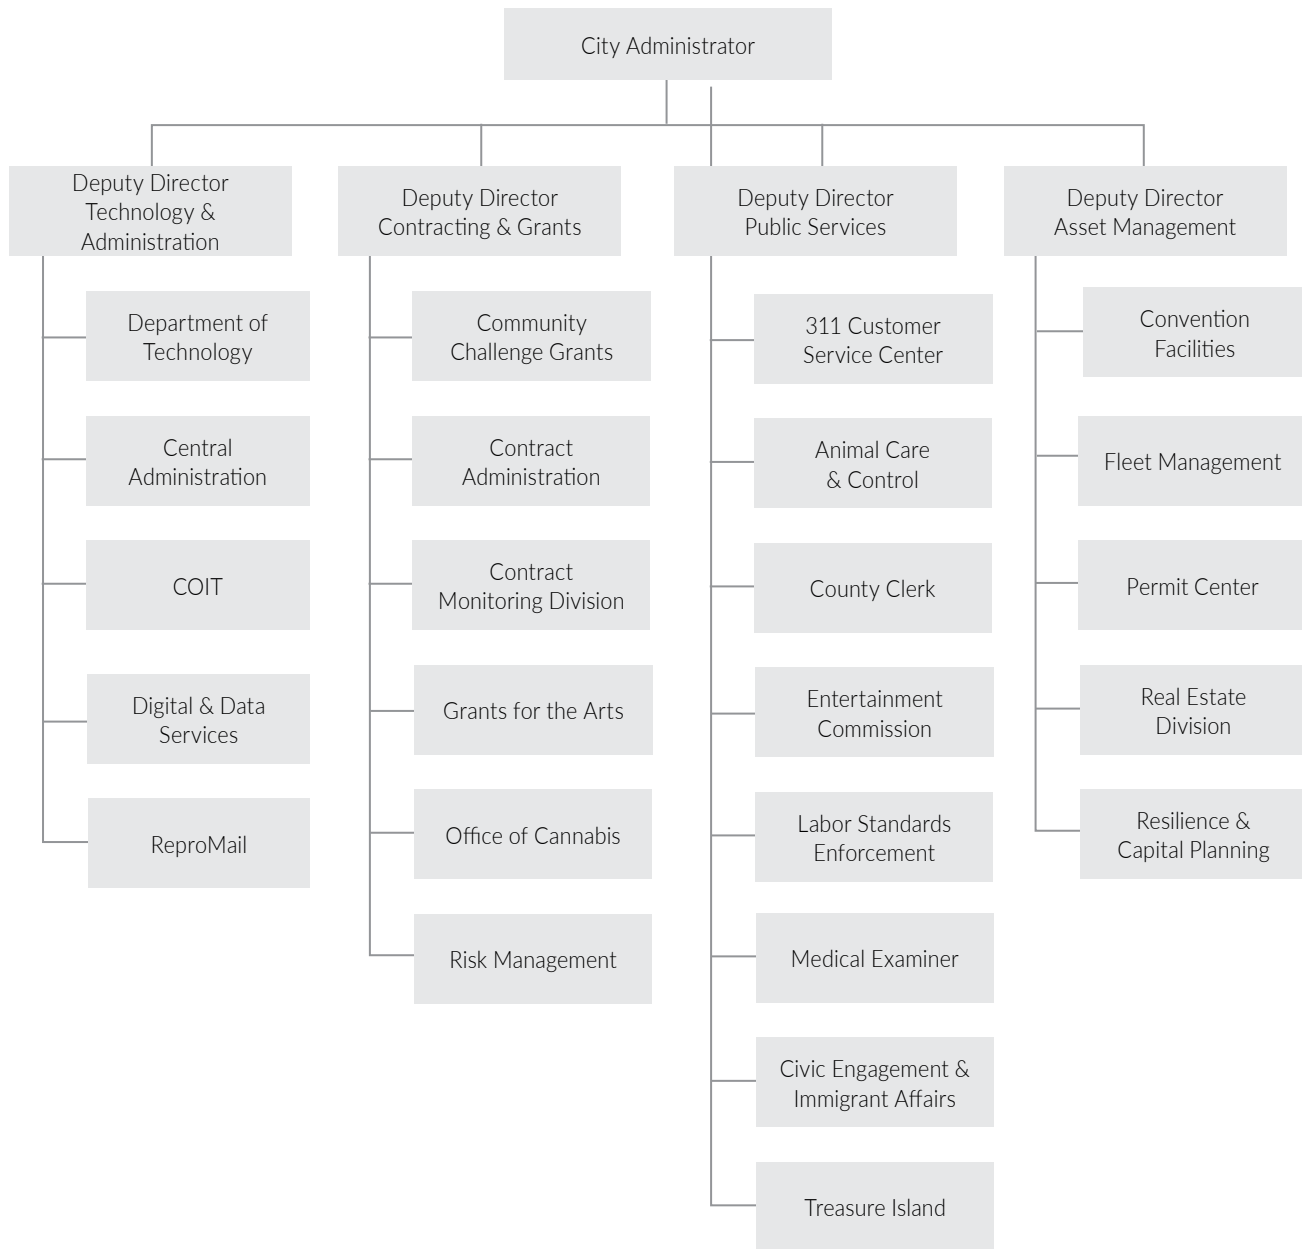 City Administrator
Deputy Director
Technology &
Administration
Deputy Director
Contracting & Grants
Deputy Director
Public Services
Deputy Director
Asset Management
Department of
Technology
Central
Administration
COIT
Digital & Data
Services
ReproMail
Community
Challenge Grants
Contract
Administration
Contract
Monitoring Division
Grants for the Arts
Office of Cannabis
Risk Management
311 Customer
Service Center
Animal Care
& Control
County Clerk
Entertainment
Commission
Labor Standards
Enforcement
Medical Examiner
Civic Engagement &
Immigrant Affairs
Treasure Island
Convention
Facilities
Fleet Management
Permit Center
Real Estate
Division
Resilience &
Capital Planning